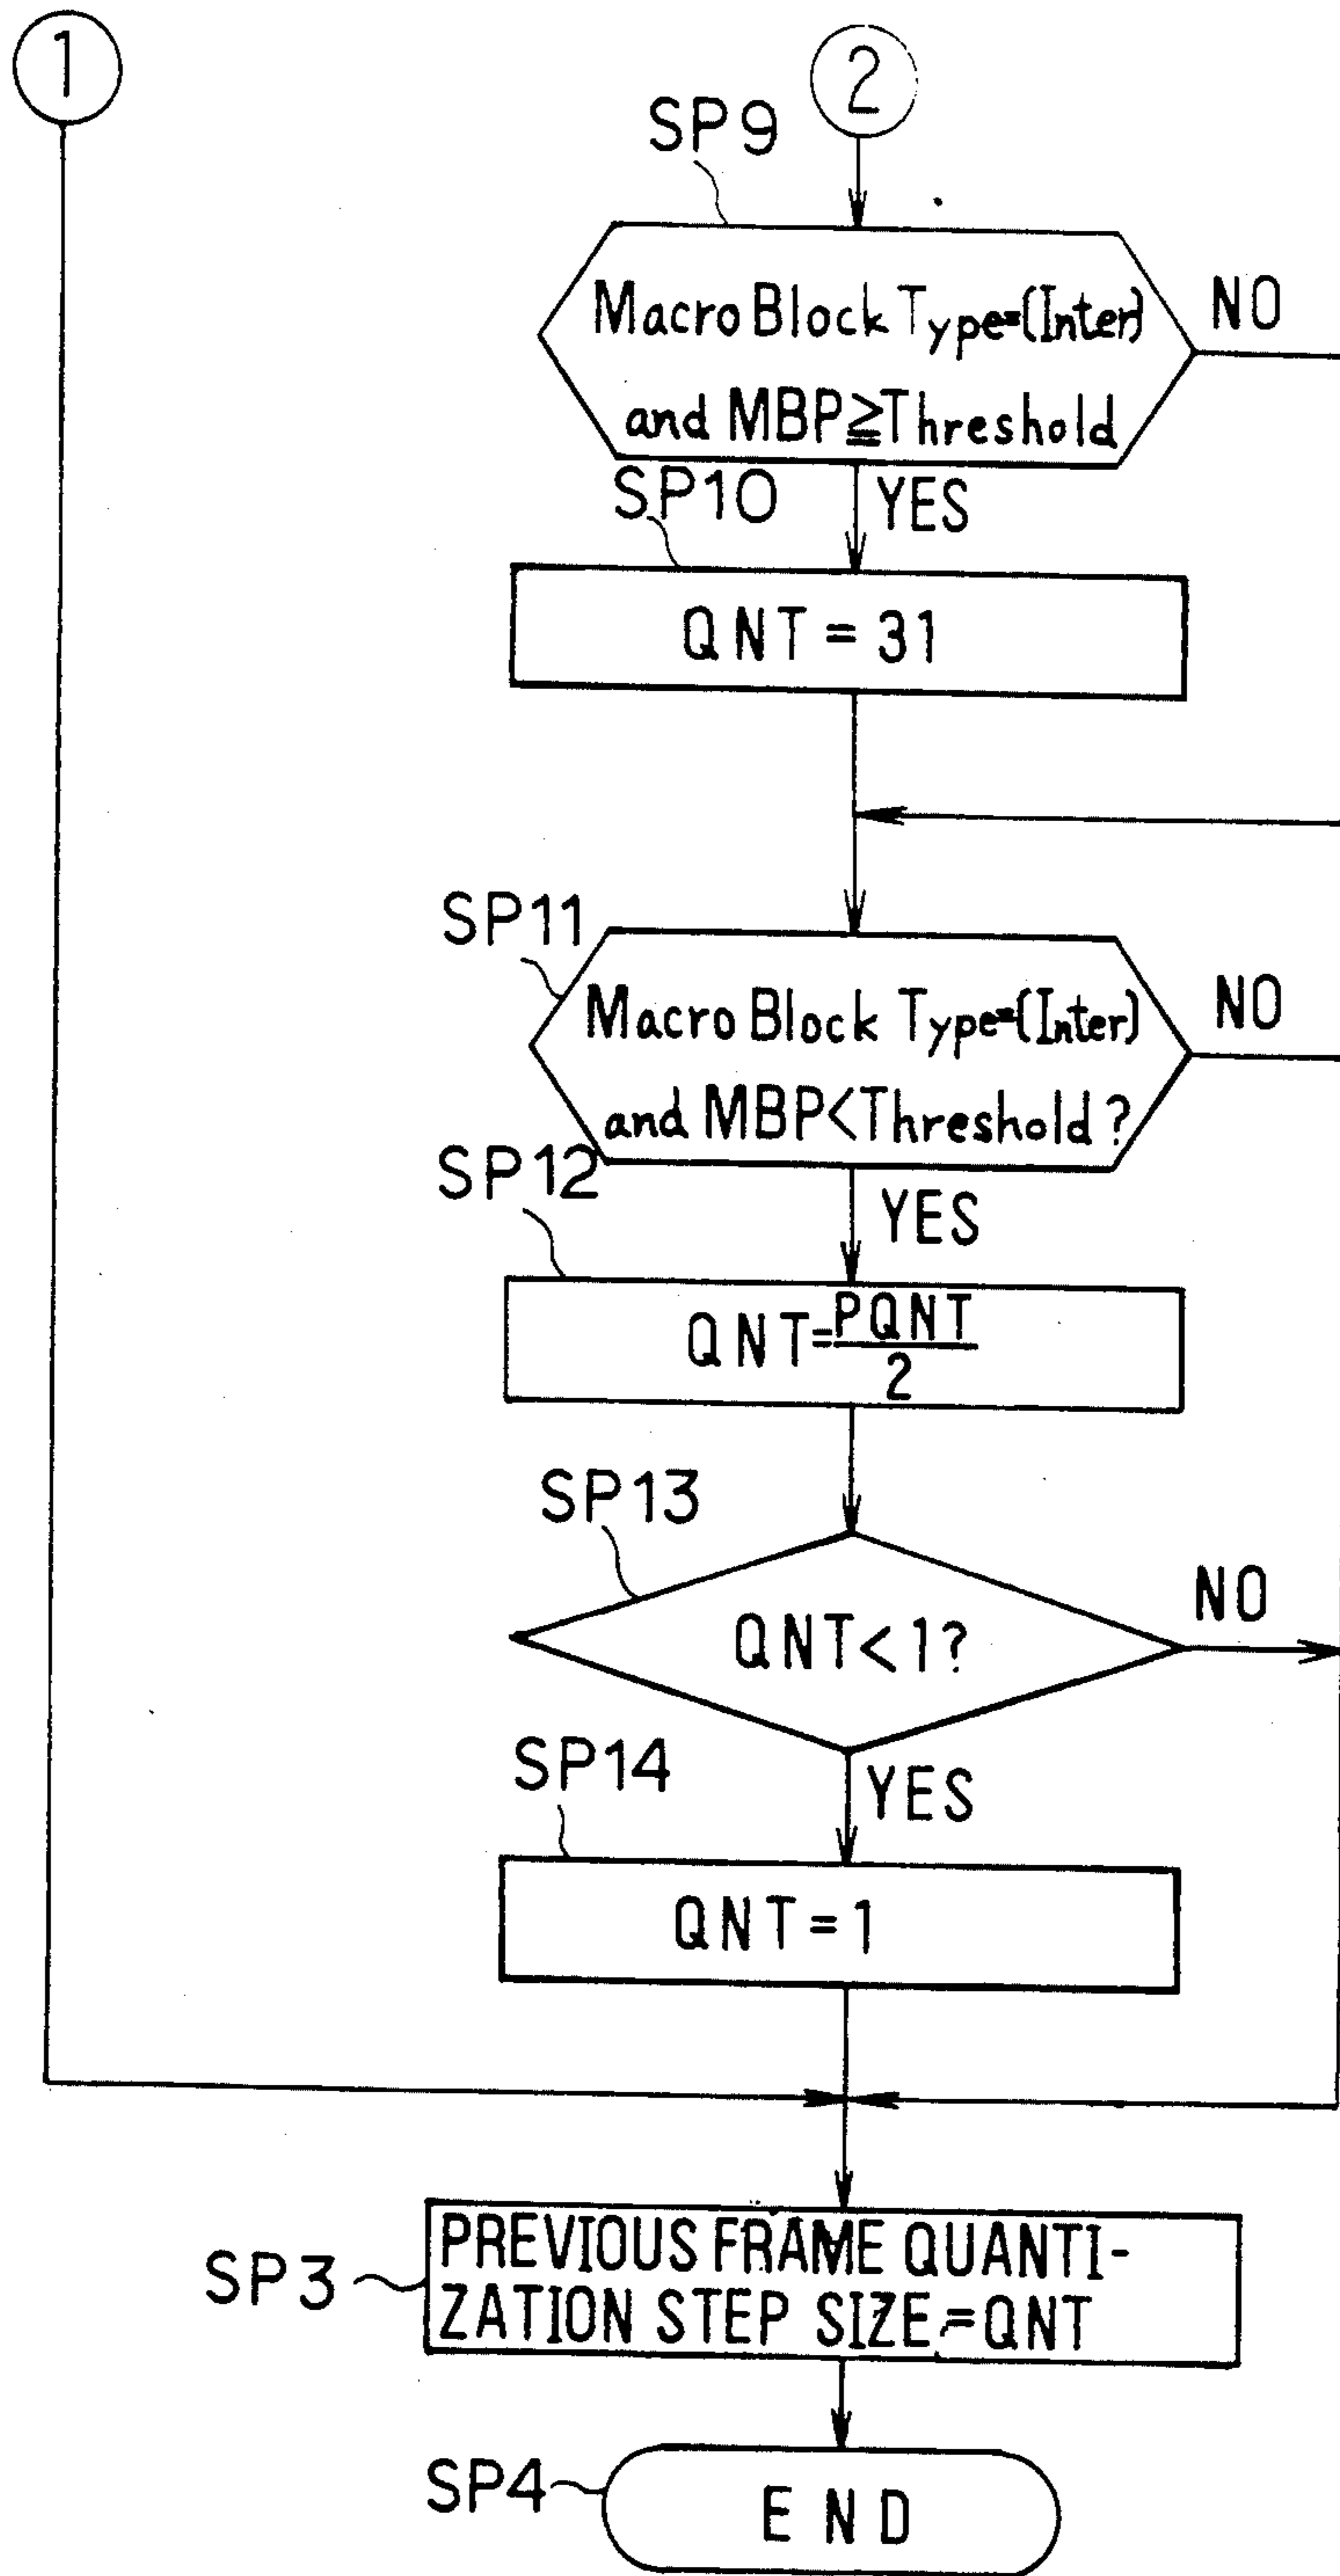 1
2
SP9
Macro Block Type=(Inter)
and MBP≧Threshold
NO
SP10
YES
QNT = 31
SP11
Macro Block Type=(Inter)
and MBP<Threshold?
NO
SP12
YES
QNT=PQNT
2
SP13
QNT<1?
NO
SP14
YES
QNT = 1
SP3
PREVIOUS FRAME QUANTI-
ZATION STEP SIZE =QNT
SP4
END